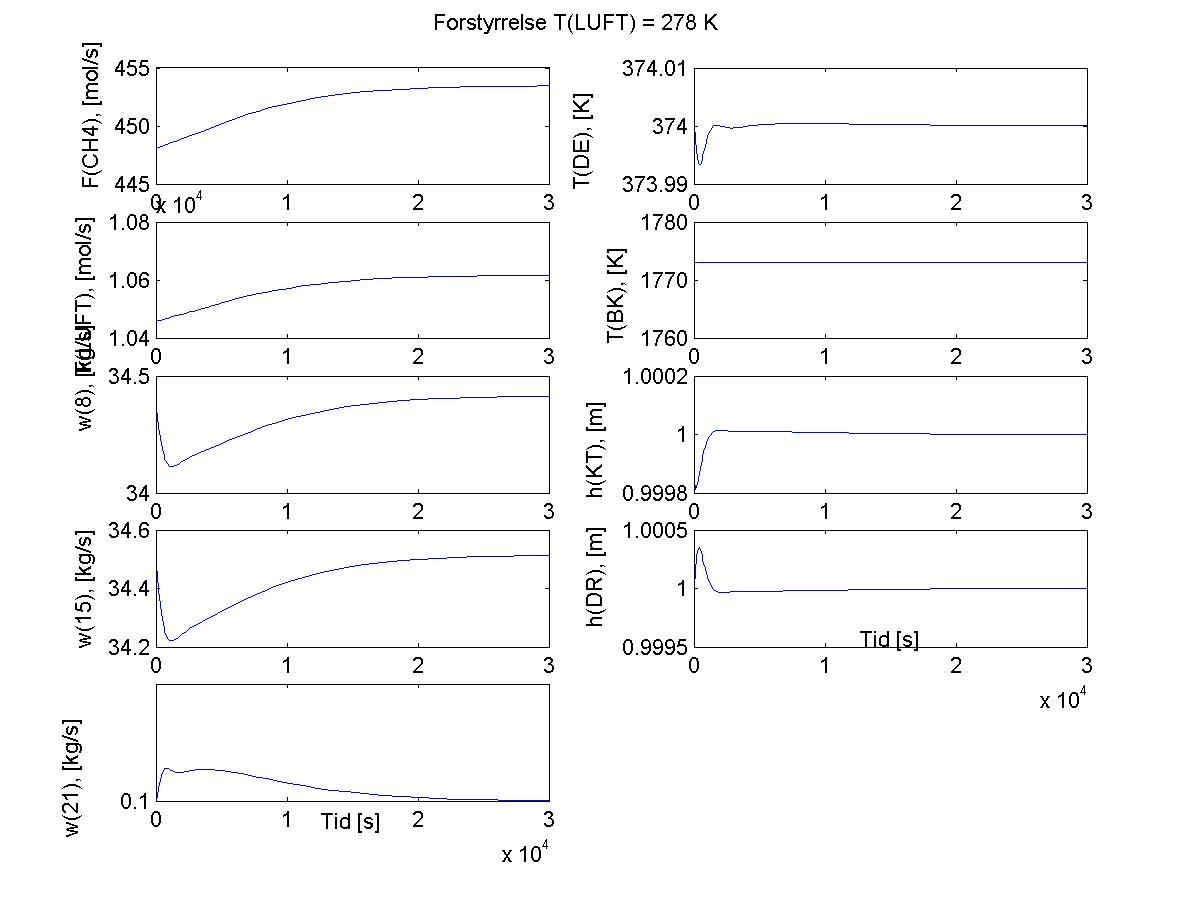 Forstyrrelse T(LUFT) = 278 K
F(CH4), [mol/s]
455
450
445
0 1 2 3
x 10^4
[mol/s]
1.08
1.06
1.04
0 1 2 3
w(8), [kg/s]
34.5
34
0 1 2 3
w(15), [kg/s]
34.6
34.4
34.2
0 1 2 3
w(21), [kg/s]
0.1
0 1 2 3
Tid [s]
x 10^4
T(DE), [K]
374.01
374
373.99
0 1 2 3
T(BK), [K]
1780
1770
1760
0 1 2 3
h(KT), [m]
1.0002
1
0.9998
0 1 2 3
h(DR), [m]
1.0005
1
0.9995
Tid [s]
0 1 2 3
x 10^4